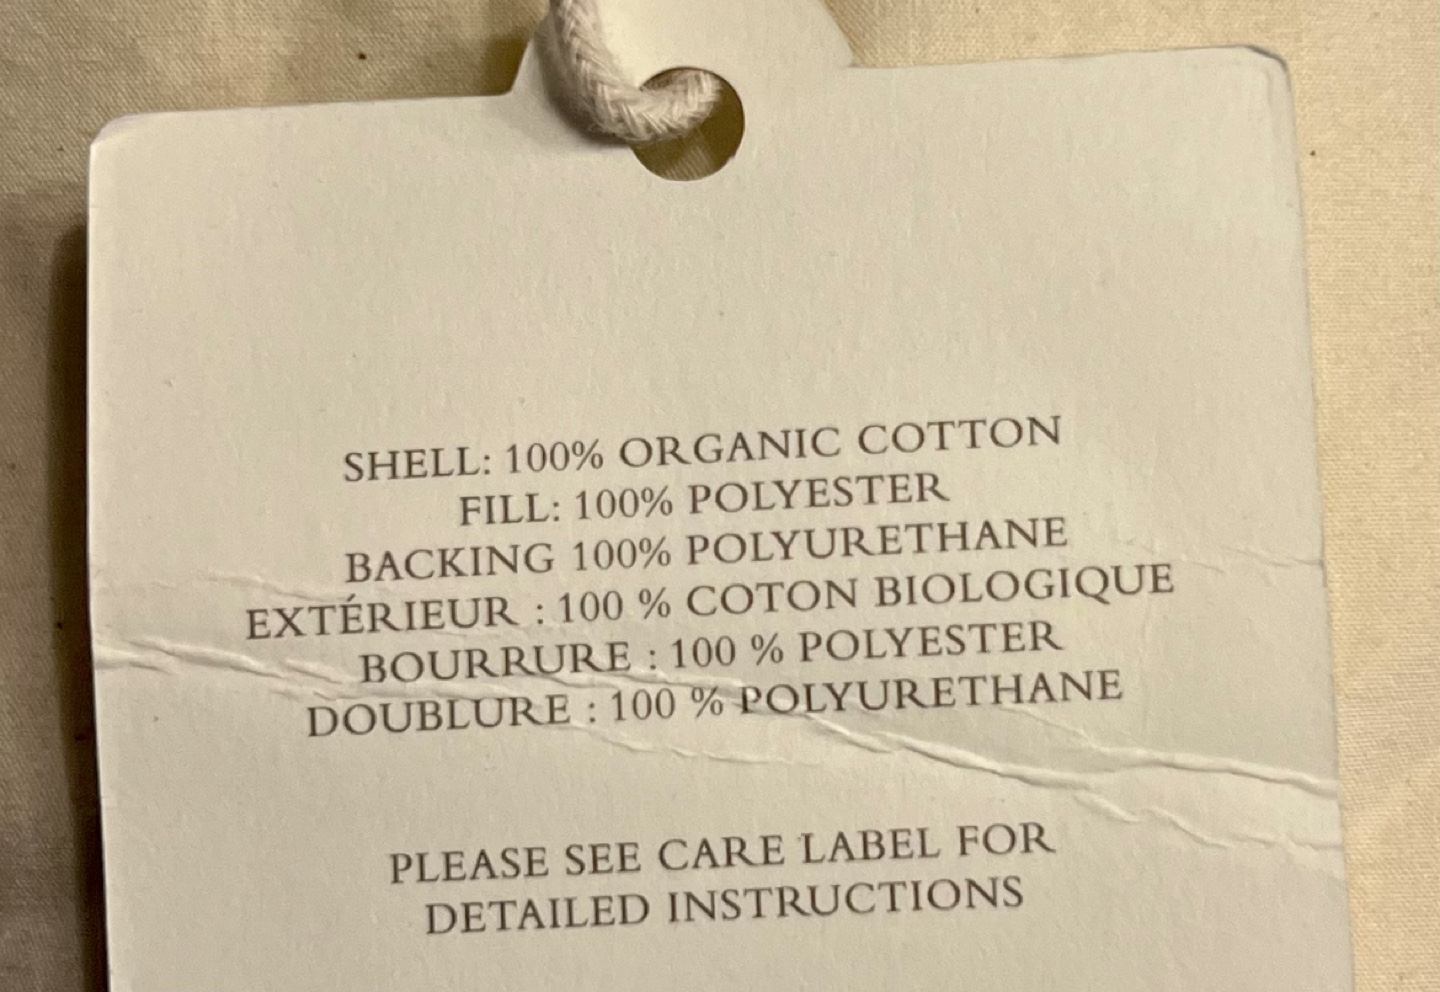 SHELL: 100% ORGANIC COTTON
FILL: 100% POLYESTER
BACKING 100% POLYURETHANE
EXTÉRIEUR : 100 % COTON BIOLOGIQUE
BOURRURE : 100 % POLYESTER
DOUBLURE : 100 % POLYURETHANE
PLEASE SEE CARE LABEL FOR
DETAILED INSTRUCTIONS